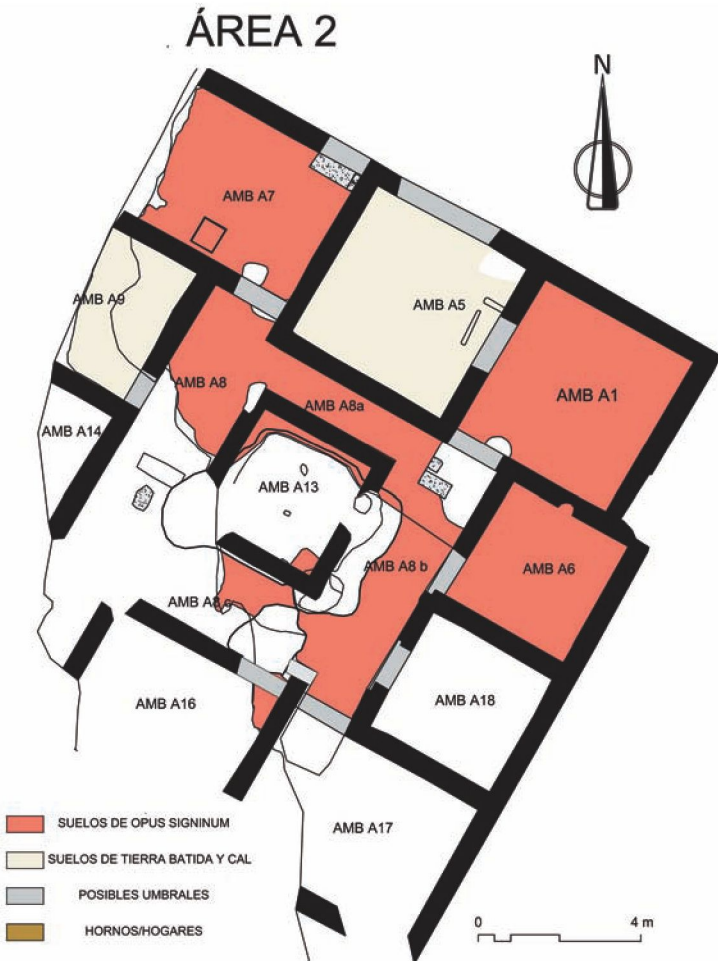 ÁREA 2
N
AMB A7
AMB A9
AMB A5
AMB A8
AMB A8a
AMB A1
AMB A14
AMB A13
AMB A8 b
AMB A6
AMB A8 c
AMB A16
AMB A18
AMB A17
SUELOS DE OPUS SIGNINUM
SUELOS DE TIERRA BATIDA Y CAL
POSIBLES UMBRALES
HORNOS/HOGARES
0 4 m